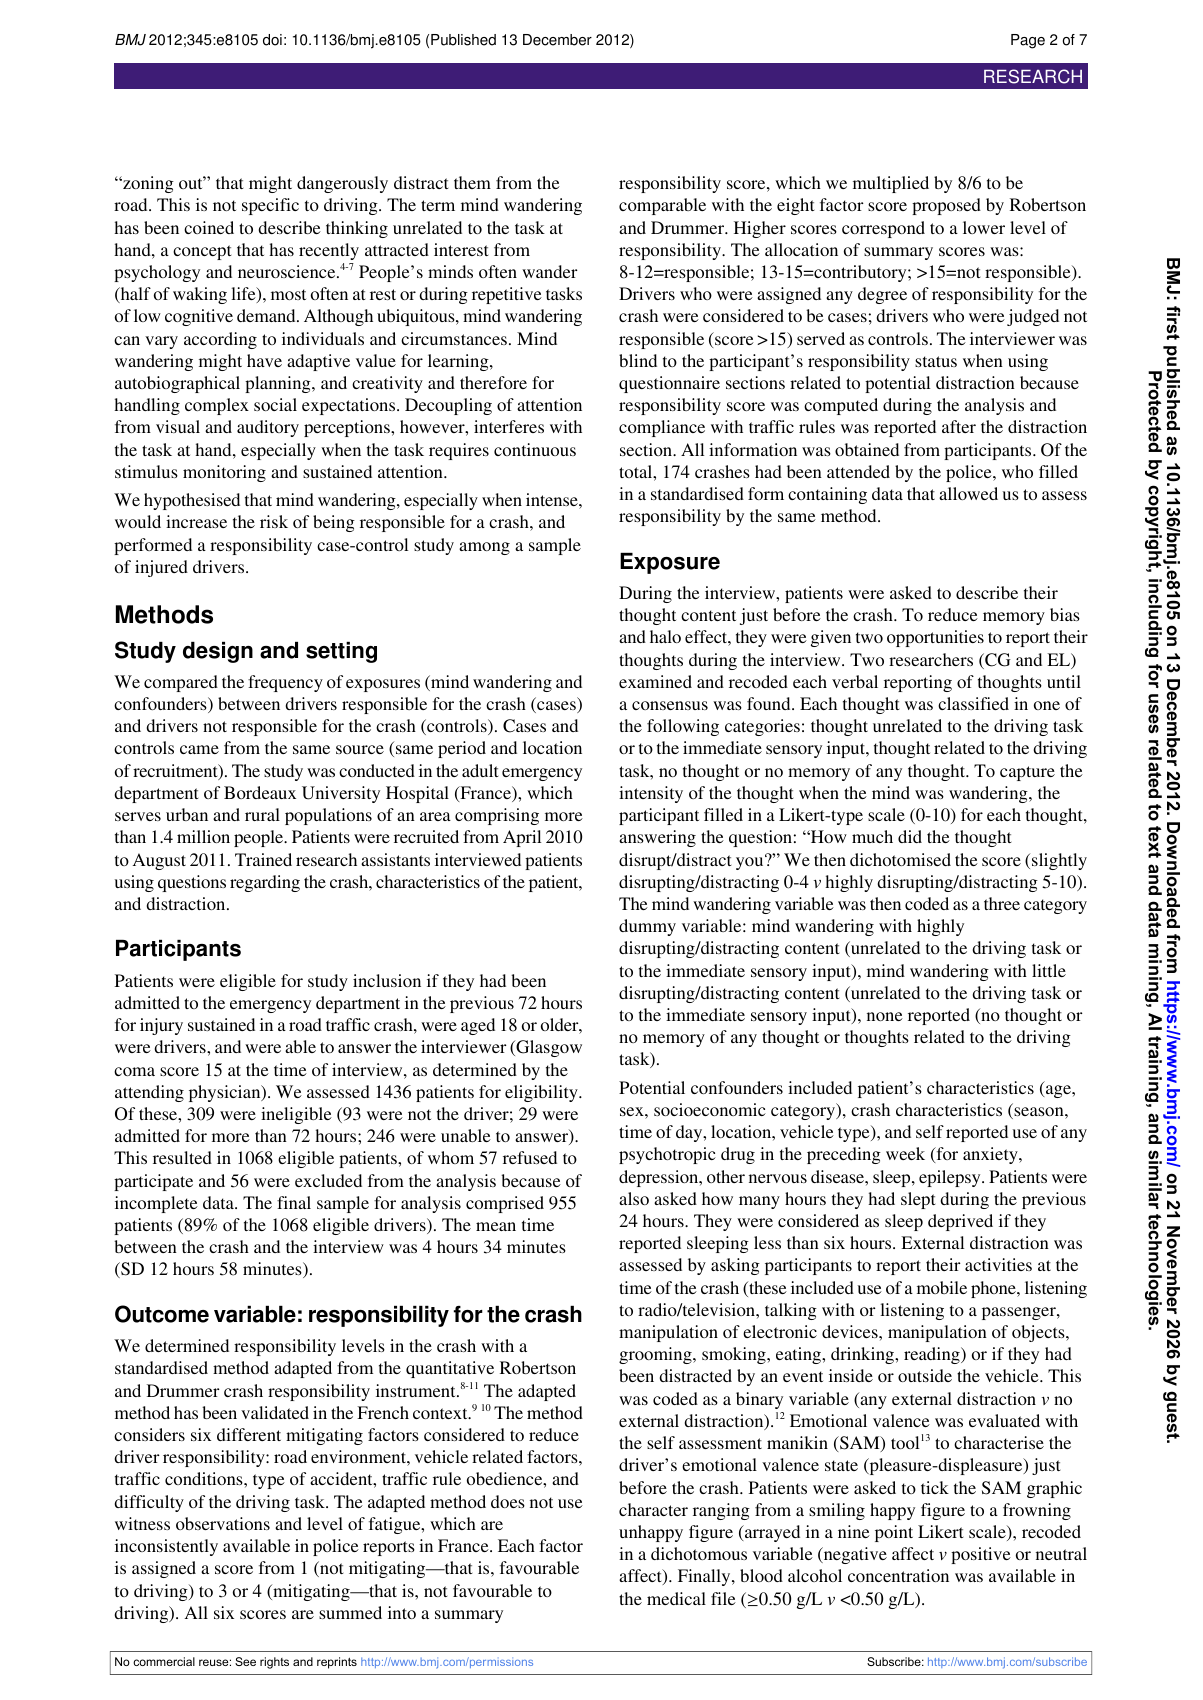 BMJ 2012;345:e8105 doi: 10.1136/bmj.e8105 (Published 13 December 2012)
Page 2 of 7
RESEARCH
“zoning out” that might dangerously distract them from the
road. This is not specific to driving. The term mind wandering
has been coined to describe thinking unrelated to the task at
hand, a concept that has recently attracted interest from
psychology and neuroscience.4-7 People’s minds often wander
(half of waking life), most often at rest or during repetitive tasks
of low cognitive demand. Although ubiquitous, mind wandering
can vary according to individuals and circumstances. Mind
wandering might have adaptive value for learning,
autobiographical planning, and creativity and therefore for
handling complex social expectations. Decoupling of attention
from visual and auditory perceptions, however, interferes with
the task at hand, especially when the task requires continuous
stimulus monitoring and sustained attention.
We hypothesised that mind wandering, especially when intense,
would increase the risk of being responsible for a crash, and
performed a responsibility case-control study among a sample
of injured drivers.
Methods
Study design and setting
We compared the frequency of exposures (mind wandering and
confounders) between drivers responsible for the crash (cases)
and drivers not responsible for the crash (controls). Cases and
controls came from the same source (same period and location
of recruitment). The study was conducted in the adult emergency
department of Bordeaux University Hospital (France), which
serves urban and rural populations of an area comprising more
than 1.4 million people. Patients were recruited from April 2010
to August 2011. Trained research assistants interviewed patients
using questions regarding the crash, characteristics of the patient,
and distraction.
Participants
Patients were eligible for study inclusion if they had been
admitted to the emergency department in the previous 72 hours
for injury sustained in a road traffic crash, were aged 18 or older,
were drivers, and were able to answer the interviewer (Glasgow
coma score 15 at the time of interview, as determined by the
attending physician). We assessed 1436 patients for eligibility.
Of these, 309 were ineligible (93 were not the driver; 29 were
admitted for more than 72 hours; 246 were unable to answer).
This resulted in 1068 eligible patients, of whom 57 refused to
participate and 56 were excluded from the analysis because of
incomplete data. The final sample for analysis comprised 955
patients (89% of the 1068 eligible drivers). The mean time
between the crash and the interview was 4 hours 34 minutes
(SD 12 hours 58 minutes).
Outcome variable: responsibility for the crash
We determined responsibility levels in the crash with a
standardised method adapted from the quantitative Robertson
and Drummer crash responsibility instrument.8-11 The adapted
method has been validated in the French context.9 10 The method
considers six different mitigating factors considered to reduce
driver responsibility: road environment, vehicle related factors,
traffic conditions, type of accident, traffic rule obedience, and
difficulty of the driving task. The adapted method does not use
witness observations and level of fatigue, which are
inconsistently available in police reports in France. Each factor
is assigned a score from 1 (not mitigating—that is, favourable
to driving) to 3 or 4 (mitigating—that is, not favourable to
driving). All six scores are summed into a summary
responsibility score, which we multiplied by 8/6 to be
comparable with the eight factor score proposed by Robertson
and Drummer. Higher scores correspond to a lower level of
responsibility. The allocation of summary scores was:
8-12=responsible; 13-15=contributory; >15=not responsible).
Drivers who were assigned any degree of responsibility for the
crash were considered to be cases; drivers who were judged not
responsible (score >15) served as controls. The interviewer was
blind to the participant’s responsibility status when using
questionnaire sections related to potential distraction because
responsibility score was computed during the analysis and
compliance with traffic rules was reported after the distraction
section. All information was obtained from participants. Of the
total, 174 crashes had been attended by the police, who filled
in a standardised form containing data that allowed us to assess
responsibility by the same method.
Exposure
During the interview, patients were asked to describe their
thought content just before the crash. To reduce memory bias
and halo effect, they were given two opportunities to report their
thoughts during the interview. Two researchers (CG and EL)
examined and recoded each verbal reporting of thoughts until
a consensus was found. Each thought was classified in one of
the following categories: thought unrelated to the driving task
or to the immediate sensory input, thought related to the driving
task, no thought or no memory of any thought. To capture the
intensity of the thought when the mind was wandering, the
participant filled in a Likert-type scale (0-10) for each thought,
answering the question: “How much did the thought
disrupt/distract you?” We then dichotomised the score (slightly
disrupting/distracting 0-4 v highly disrupting/distracting 5-10).
The mind wandering variable was then coded as a three category
dummy variable: mind wandering with highly
disrupting/distracting content (unrelated to the driving task or
to the immediate sensory input), mind wandering with little
disrupting/distracting content (unrelated to the driving task or
to the immediate sensory input), none reported (no thought or
no memory of any thought or thoughts related to the driving
task).
Potential confounders included patient’s characteristics (age,
sex, socioeconomic category), crash characteristics (season,
time of day, location, vehicle type), and self reported use of any
psychotropic drug in the preceding week (for anxiety,
depression, other nervous disease, sleep, epilepsy. Patients were
also asked how many hours they had slept during the previous
24 hours. They were considered as sleep deprived if they
reported sleeping less than six hours. External distraction was
assessed by asking participants to report their activities at the
time of the crash (these included use of a mobile phone, listening
to radio/television, talking with or listening to a passenger,
manipulation of electronic devices, manipulation of objects,
grooming, smoking, eating, drinking, reading) or if they had
been distracted by an event inside or outside the vehicle. This
was coded as a binary variable (any external distraction v no
external distraction).12 Emotional valence was evaluated with
the self assessment manikin (SAM) tool13 to characterise the
driver’s emotional valence state (pleasure-displeasure) just
before the crash. Patients were asked to tick the SAM graphic
character ranging from a smiling happy figure to a frowning
unhappy figure (arrayed in a nine point Likert scale), recoded
in a dichotomous variable (negative affect v positive or neutral
affect). Finally, blood alcohol concentration was available in
the medical file (≥0.50 g/L v <0.50 g/L).
No commercial reuse: See rights and reprints http://www.bmj.com/permissions
Subscribe: http://www.bmj.com/subscribe
BMJ: first published as 10.1136/bmj.e8105 on 13 December 2012. Downloaded from https://www.bmj.com/ on 21 November 2026 by guest.
Protected by copyright, including for uses related to text and data mining, AI training, and similar technologies.